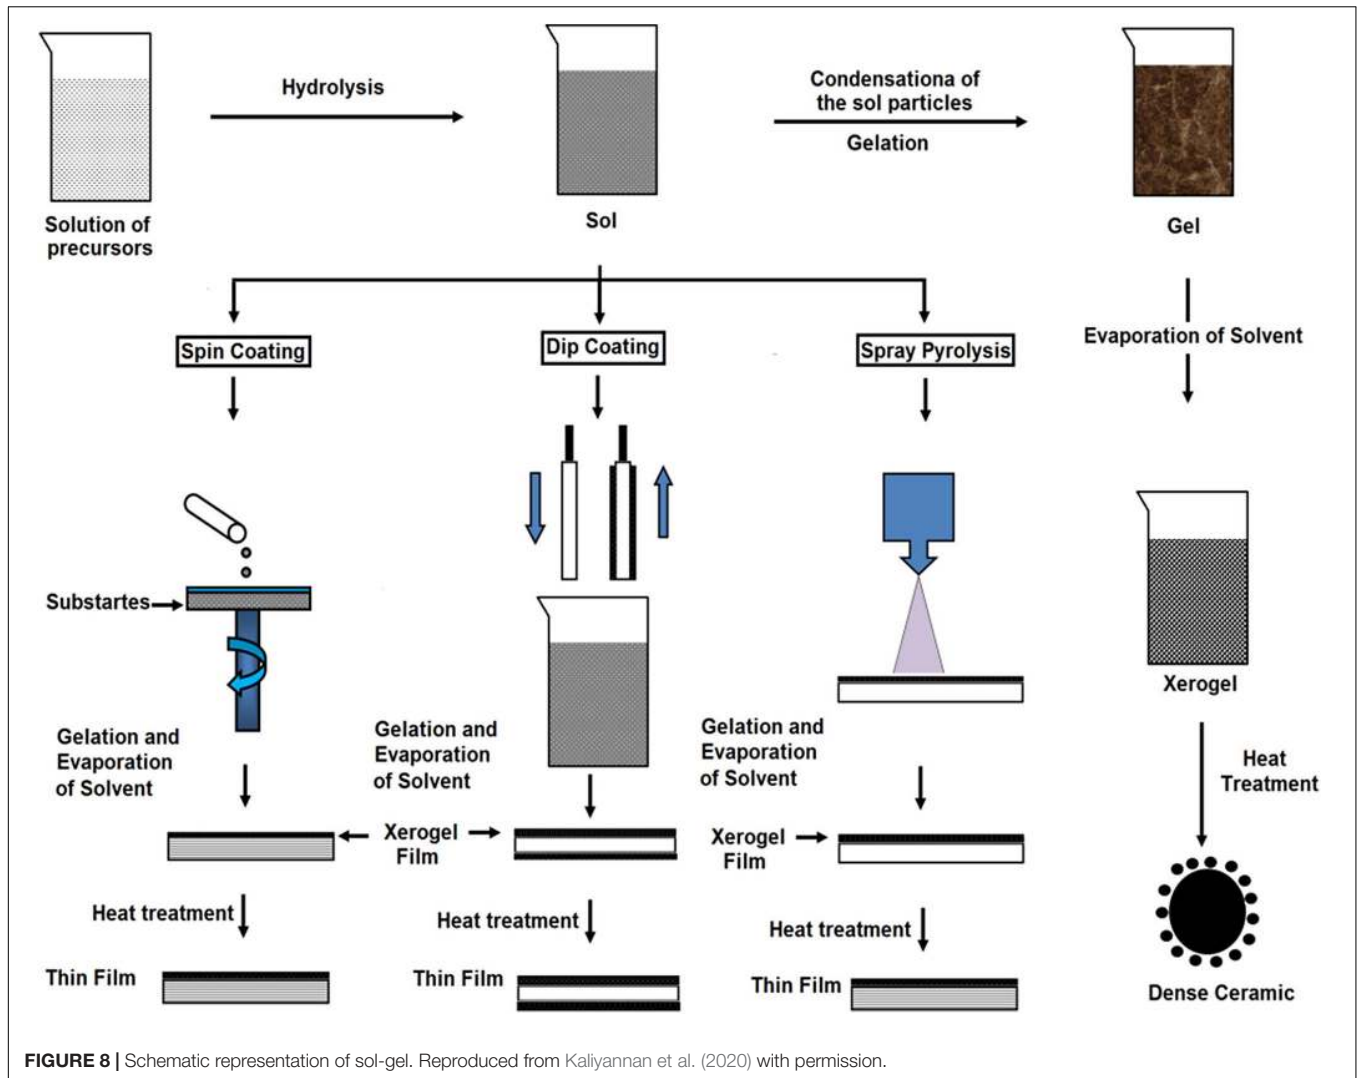 Hydrolysis
Condensationa of
the sol particles
Gelation
Solution of
precursors
Sol
Gel
Spin Coating
Dip Coating
Spray Pyrolysis
Evaporation of Solvent
Substartes
Xerogel
Gelation and
Evaporation
of Solvent
Gelation and
Evaporation
of Solvent
Gelation and
Evaporation
of Solvent
Heat
Treatment
Xerogel
Film
Xerogel
Film
Heat treatment
Heat treatment
Heat treatment
Thin Film
Thin Film
Thin Film
Dense Ceramic
FIGURE 8 | Schematic representation of sol-gel. Reproduced from Kaliyannan et al. (2020) with permission.